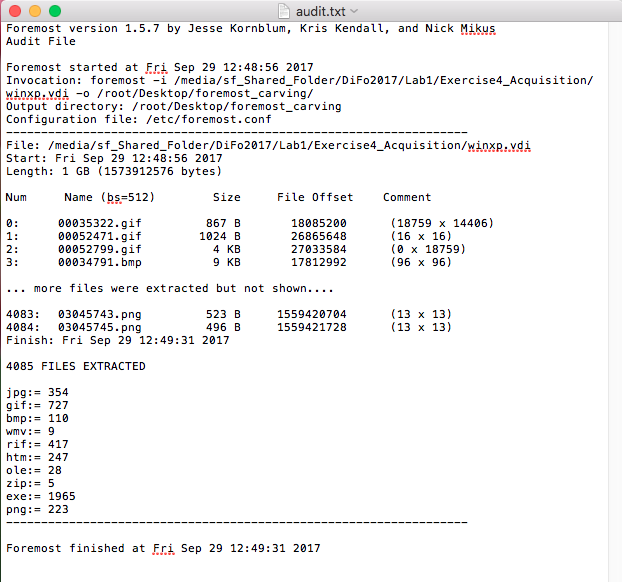 audit.txt
Foremost version 1.5.7 by Jesse Kornblum, Kris Kendall, and Nick Mikus
Audit File
Foremost started at Fri Sep 29 12:48:56 2017
Invocation: foremost -i /media/sf_Shared_Folder/DiFo2017/Lab1/Exercise4_Acquisition/
winxp.vdi -o /root/Desktop/foremost_carving/
Output directory: /root/Desktop/foremost_carving
Configuration file: /etc/foremost.conf
------------------------------------------------------------------
File: /media/sf_Shared_Folder/DiFo2017/Lab1/Exercise4_Acquisition/winxp.vdi
Start: Fri Sep 29 12:48:56 2017
Length: 1 GB (1573912576 bytes)
Num Name (bs=512) Size File Offset Comment
0: 00035322.gif 867 B 18085200 (18759 x 14406)
1: 00052471.gif 1024 B 26865648 (16 x 16)
2: 00052799.gif 4 KB 27033584 (0 x 18759)
3: 00034791.bmp 9 KB 17812992 (96 x 96)
... more files were extracted but not shown....
4083: 03045743.png 523 B 1559420704 (13 x 13)
4084: 03045745.png 496 B 1559421728 (13 x 13)
Finish: Fri Sep 29 12:49:31 2017
4085 FILES EXTRACTED
jpg:= 354
gif:= 727
bmp:= 110
wmv:= 9
rif:= 417
htm:= 247
ole:= 28
zip:= 5
exe:= 1965
png:= 223
------------------------------------------------------------------
Foremost finished at Fri Sep 29 12:49:31 2017